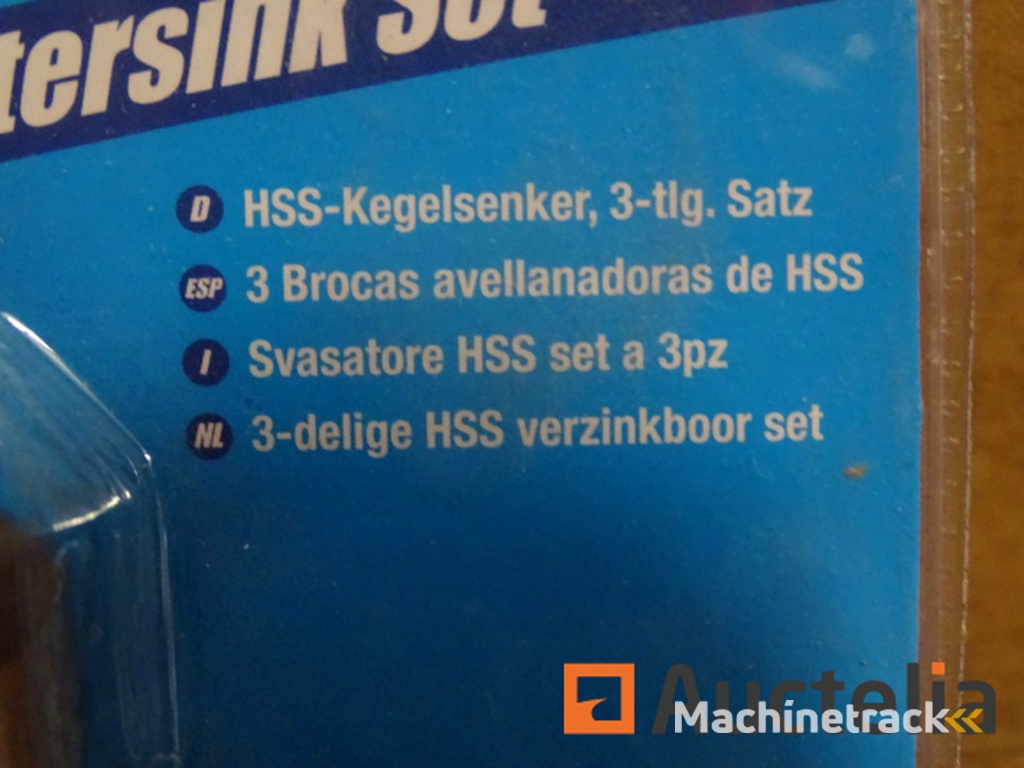 tersink Set
D HSS-Kegelsenker, 3-tlg. Satz
ESP 3 Brocas avellanadoras de HSS
I Svasatore HSS set a 3pz
NL 3-delige HSS verzinkboor set
Auctelia
Machinetrack